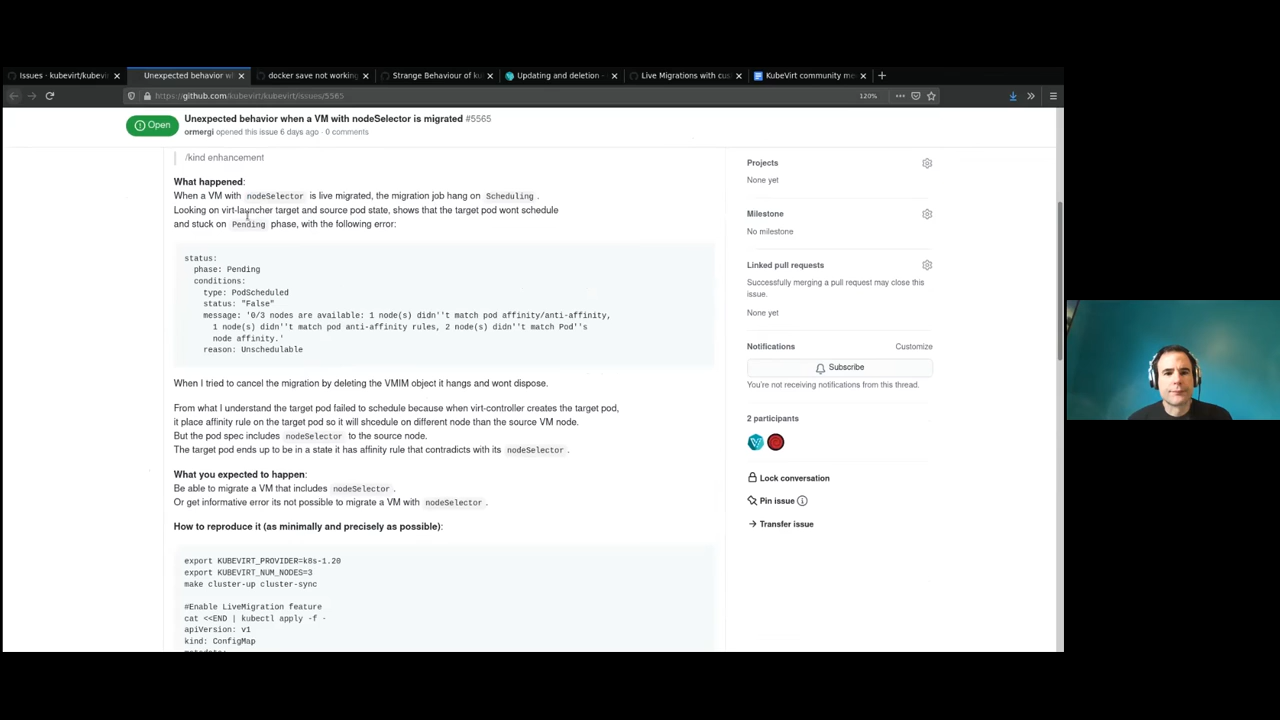 Issues · kubevirt/kubevi
Unexpected behavior w
docker save not working
Strange Behaviour of k
Updating and deletion -
Live Migrations with cus
KubeVirt community me
https://github.com/kubevirt/kubevirt/issues/5565
120%
Open
Unexpected behavior when a VM with nodeSelector is migrated #5565
ormergi opened this issue 6 days ago · 0 comments
/kind enhancement
What happened:
When a VM with nodeSelector is live migrated, the migration job hang on Scheduling .
Looking on virt-launcher target and source pod state, shows that the target pod wont schedule
and stuck on Pending phase, with the following error:
status:
phase: Pending
conditions:
type: PodScheduled
status: "False"
message: '0/3 nodes are available: 1 node(s) didn''t match pod affinity/anti-affinity,
1 node(s) didn''t match pod anti-affinity rules, 2 node(s) didn''t match Pod''s
node affinity.'
reason: Unschedulable
When I tried to cancel the migration by deleting the VMIM object it hangs and wont dispose.
From what I understand the target pod failed to schedule because when virt-controller creates the target pod,
it place affinity rule on the target pod so it will shcedule on different node than the source VM node.
But the pod spec includes nodeSelector to the source node.
The target pod ends up to be in a state it has affinity rule that contradicts with its nodeSelector .
What you expected to happen:
Be able to migrate a VM that includes nodeSelector .
Or get informative error its not possible to migrate a VM with nodeSelector .
How to reproduce it (as minimally and precisely as possible):
export KUBEVIRT_PROVIDER=k8s-1.20
export KUBEVIRT_NUM_NODES=3
make cluster-up cluster-sync
#Enable LiveMigration feature
cat <<END | kubectl apply -f -
apiVersion: v1
kind: ConfigMap
Projects
None yet
Milestone
No milestone
Linked pull requests
Successfully merging a pull request may close this
issue.
None yet
Notifications
Customize
Subscribe
You're not receiving notifications from this thread.
2 participants
Lock conversation
Pin issue
Transfer issue